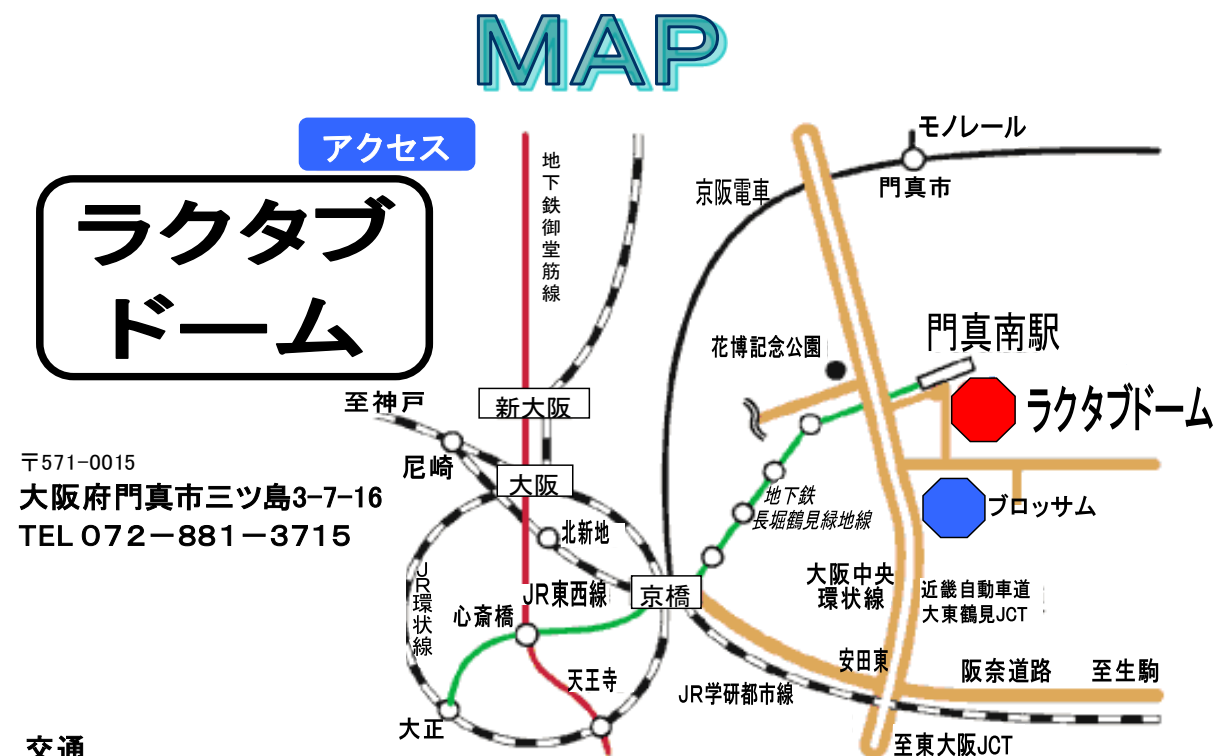 MAP
アクセス
ラクタブ
ドーム
〒571-0015
大阪府門真市三ツ島3-7-16
TEL 072-881-3715
交通
地下鉄御堂筋線
モノレール
京阪電車
門真市
花博記念公園
門真南駅
ラクタブドーム
至神戸
新大阪
尼崎
大阪
地下鉄
長堀鶴見緑地線
ブロッサム
北新地
JR環状線
JR東西線
京橋
大阪中央
環状線
近畿自動車道
大東鶴見JCT
心斎橋
安田東
阪奈道路
至生駒
天王寺
JR学研都市線
大正
至東大阪JCT